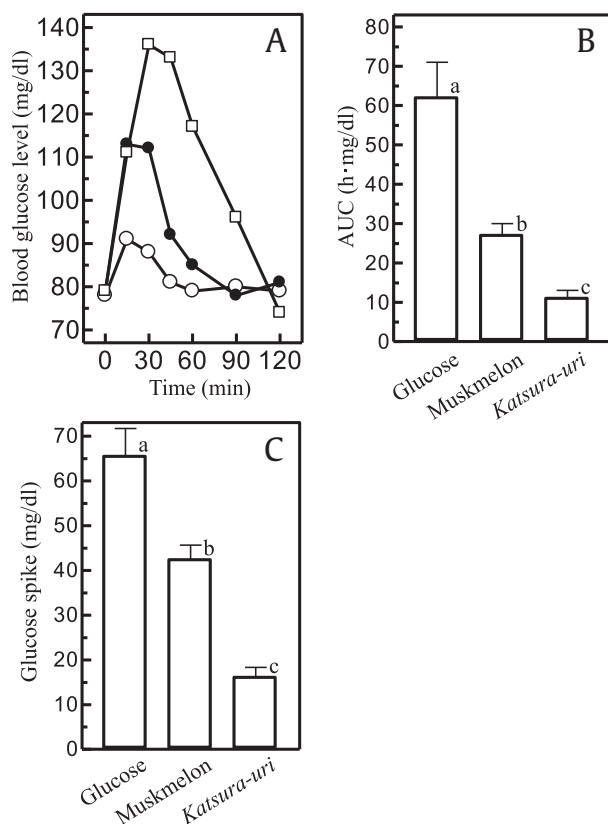 A
Blood glucose level (mg/dl)
140
130
120
110
100
90
80
70
0 30 60 90 120
Time (min)
B
AUC (h·mg/dl)
80
70
60
50
40
30
20
10
0
a
b
c
Glucose
Muskmelon
Katsura-uri
C
Glucose spike (mg/dl)
70
60
50
40
30
20
10
0
a
b
c
Glucose
Muskmelon
Katsura-uri